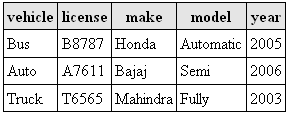 vehicle license make model year
Bus B8787 Honda Automatic 2005
Auto A7611 Bajaj Semi 2006
Truck T6565 Mahindra Fully 2003